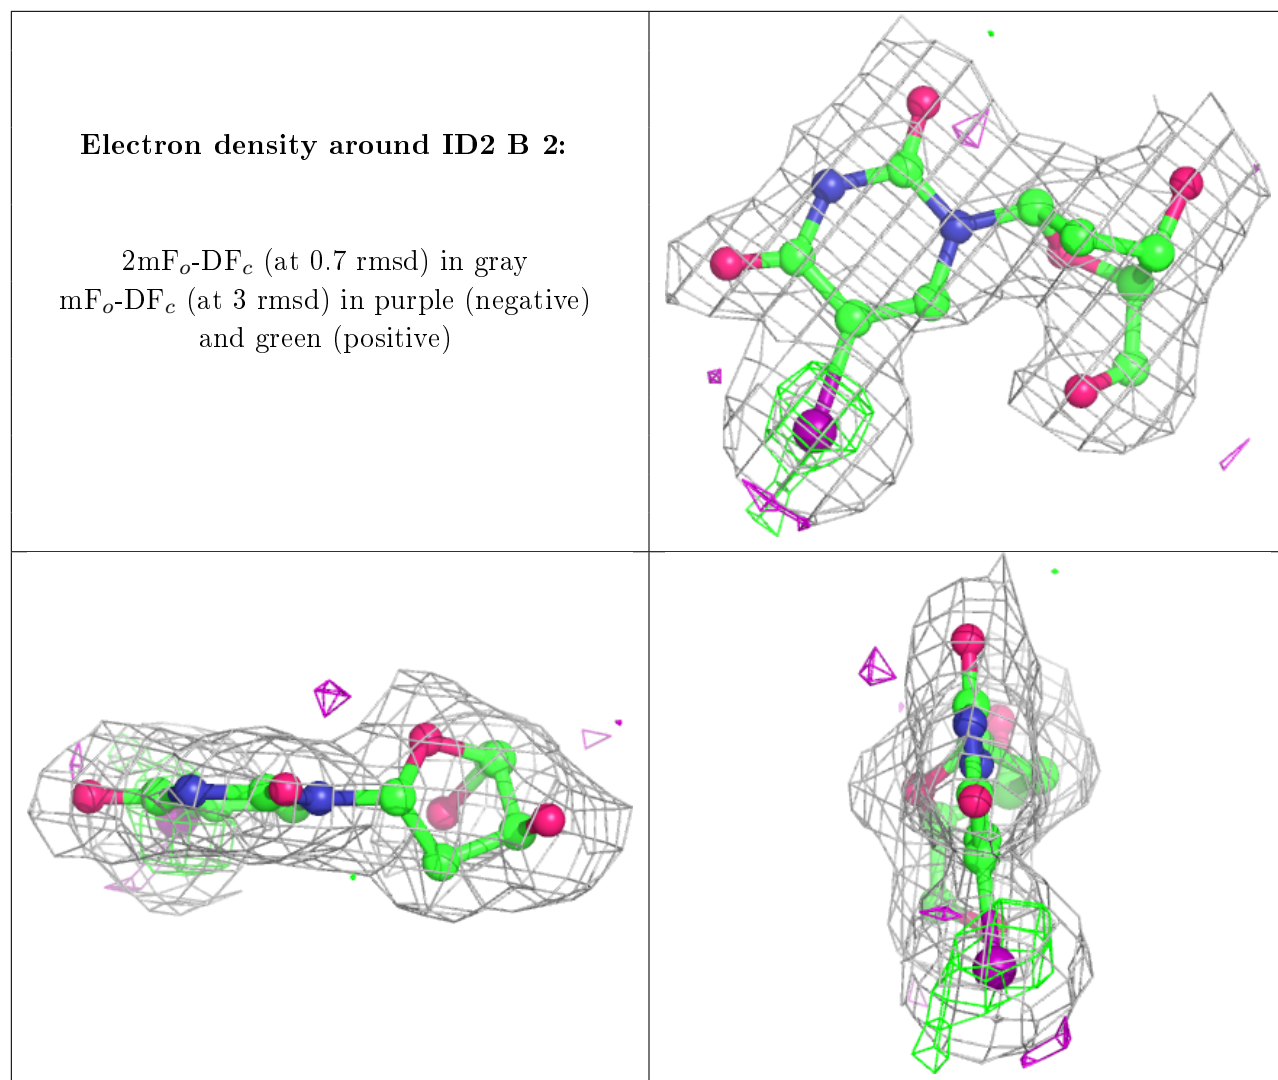 Electron density around ID2 B 2:
2mFo-DFc (at 0.7 rmsd) in gray
mFo-DFc (at 3 rmsd) in purple (negative)
and green (positive)